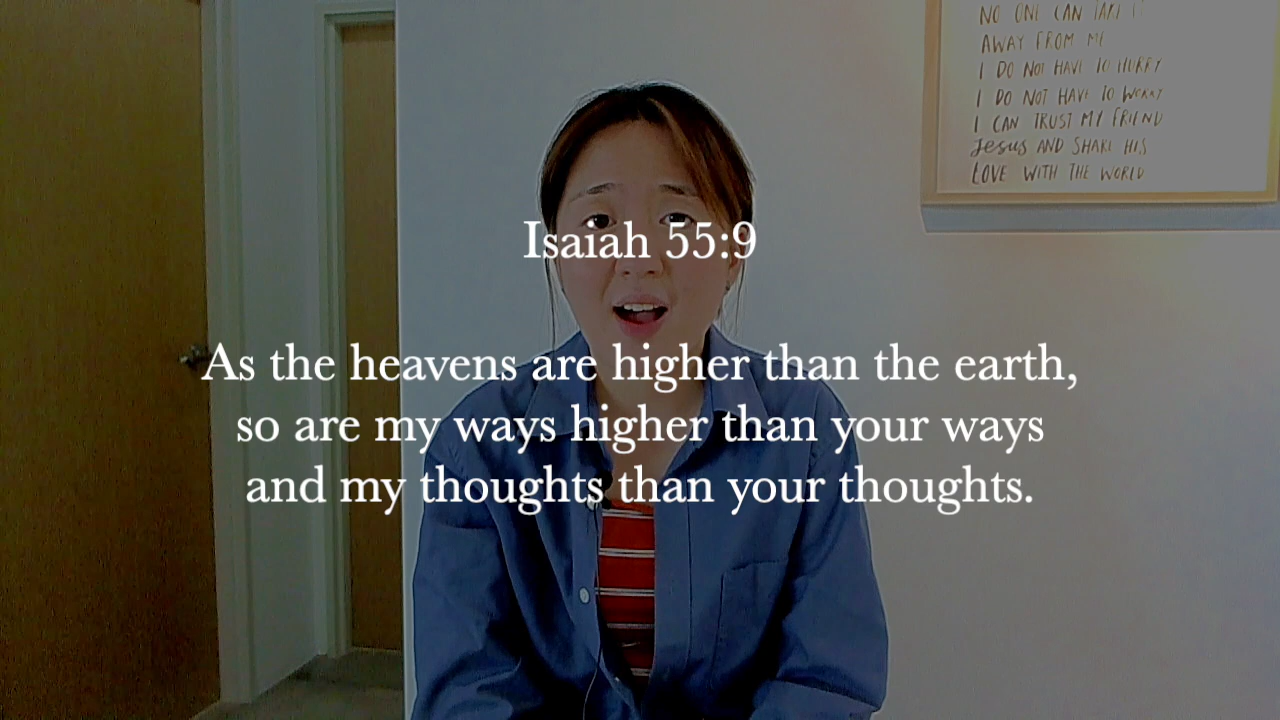 NO ONE CAN TAKE IT
AWAY FROM ME
I DO NOT HAVE TO HURRY
I DO NOT HAVE TO WORRY
I CAN TRUST MY FRIEND
Jesus AND SHARE HIS
LOVE WITH THE WORLD
Isaiah 55:9
As the heavens are higher than the earth,
so are my ways higher than your ways
and my thoughts than your thoughts.